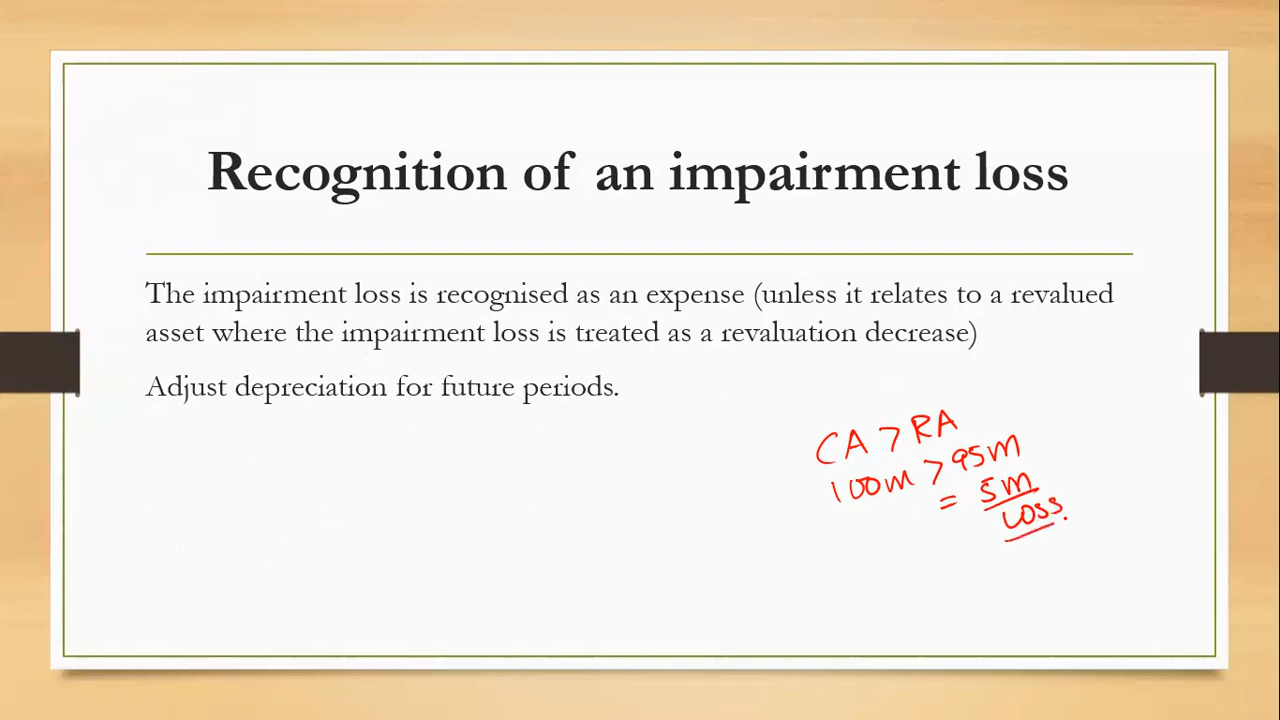 Recognition of an impairment loss
The impairment loss is recognised as an expense (unless it relates to a revalued
asset where the impairment loss is treated as a revaluation decrease)
Adjust depreciation for future periods.
CA > RA
100m > 95m
= 5m
Loss.